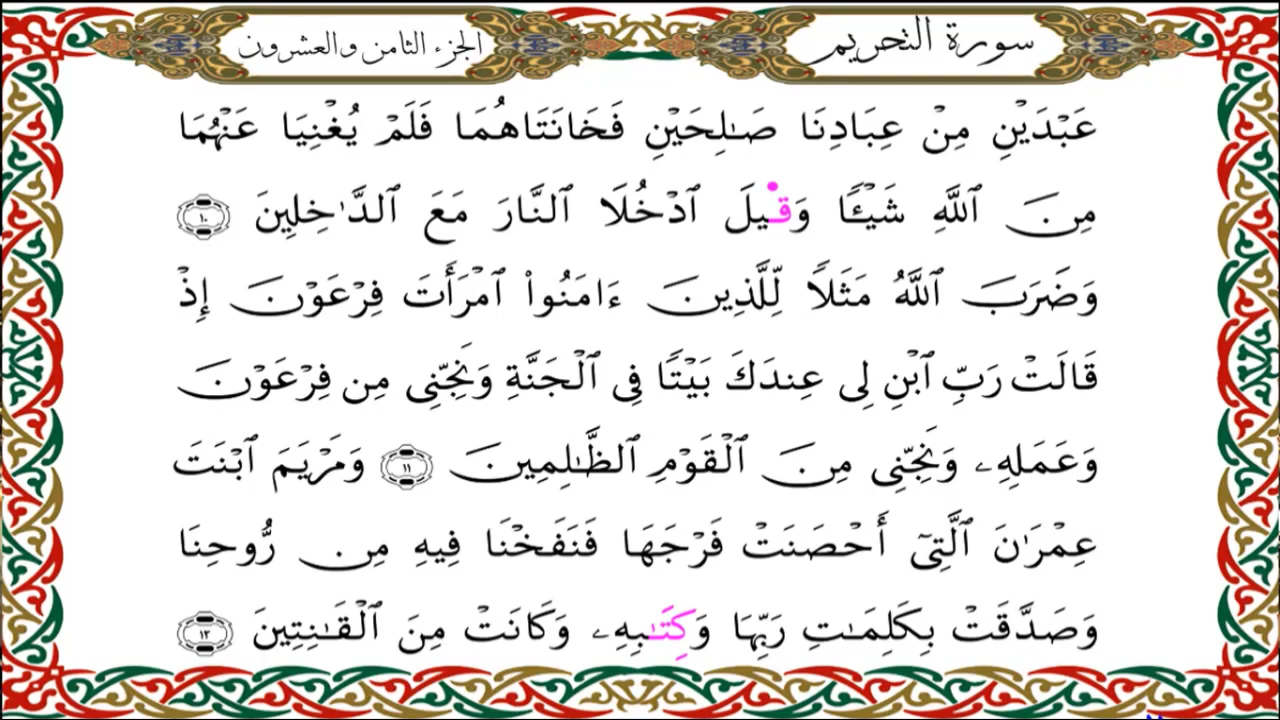 سورة التحريم
الجزء الثامن والعشرون
عَبْدَيْنِ مِنْ عِبَادِنَا صَـٰلِحَيْنِ فَخَانَتَاهُمَا فَلَمْ يُغْنِيَا عَنْهُمَا
مِنَ ٱللَّهِ شَيْـًٔا وَقِيلَ ٱدْخُلَا ٱلنَّارَ مَعَ ٱلدَّٰخِلِينَ ١٠
وَضَرَبَ ٱللَّهُ مَثَلًا لِّلَّذِينَ ءَامَنُوا۟ ٱمْرَأَتَ فِرْعَوْنَ إِذْ
قَالَتْ رَبِّ ٱبْنِ لِى عِندَكَ بَيْتًا فِى ٱلْجَنَّةِ وَنَجِّنِى مِن فِرْعَوْنَ
وَعَمَلِهِۦ وَنَجِّنِى مِنَ ٱلْقَوْمِ ٱلظَّـٰلِمِينَ ١١ وَمَرْيَمَ ٱبْنَتَ
عِمْرَٰنَ ٱلَّتِىٓ أَحْصَنَتْ فَرْجَهَا فَنَفَخْنَا فِيهِ مِن رُّوحِنَا
وَصَدَّقَتْ بِكَلِمَـٰتِ رَبِّهَا وَكِتَـٰبِهِۦ وَكَانَتْ مِنَ ٱلْقَـٰنِتِينَ ١٢